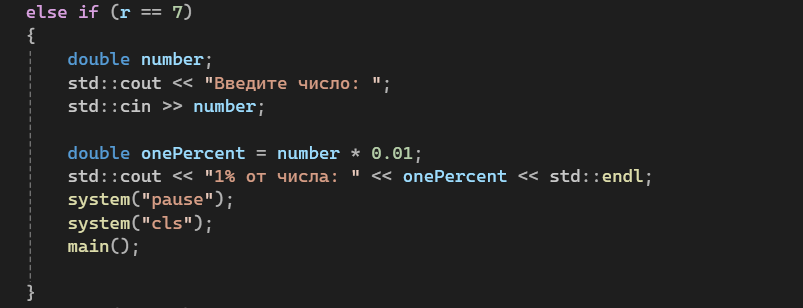 else if (r == 7)
{
double number;
std::cout << "Введите число: ";
std::cin >> number;
double onePercent = number * 0.01;
std::cout << "1% от числа: " << onePercent << std::endl;
system("pause");
system("cls");
main();
}